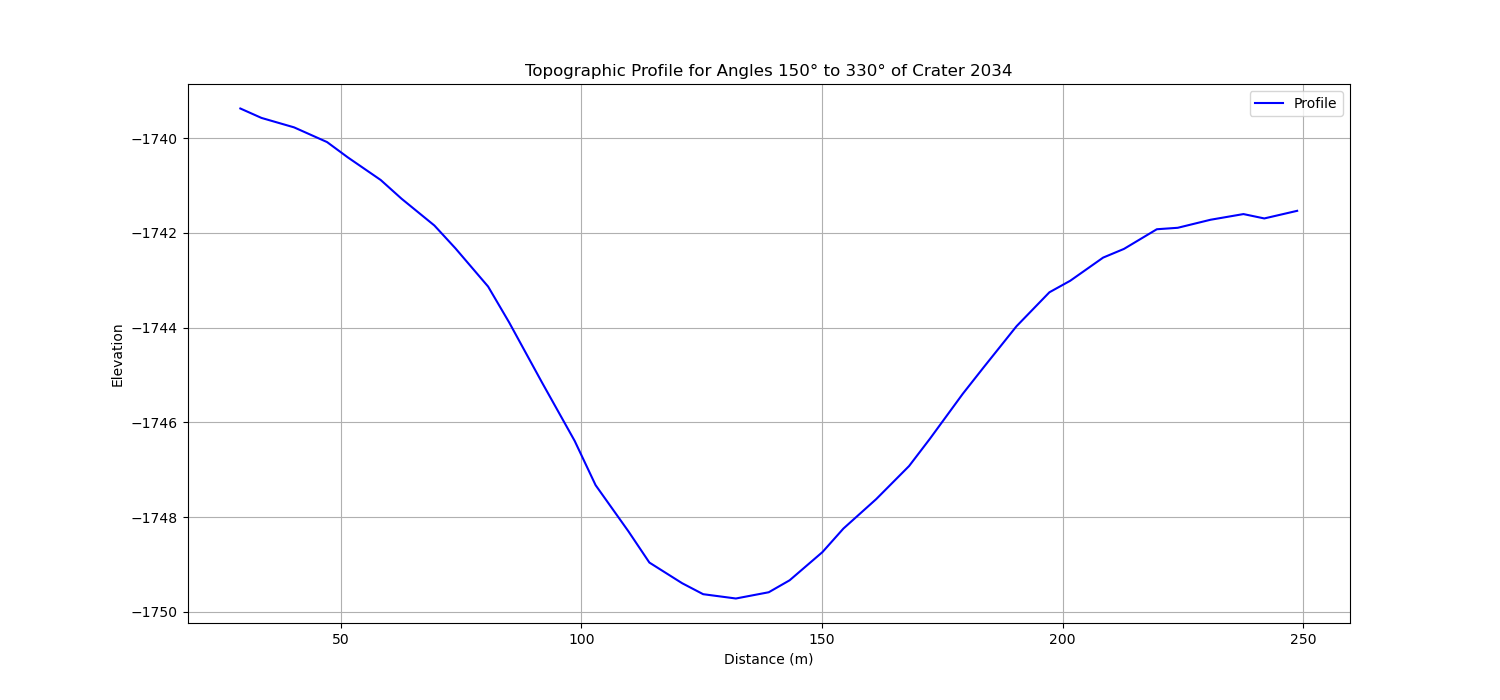 Topographic Profile for Angles 150° to 330° of Crater 2034
Profile
−1740
−1742
−1744
−1746
−1748
−1750
Elevation
50
100
150
200
250
Distance (m)